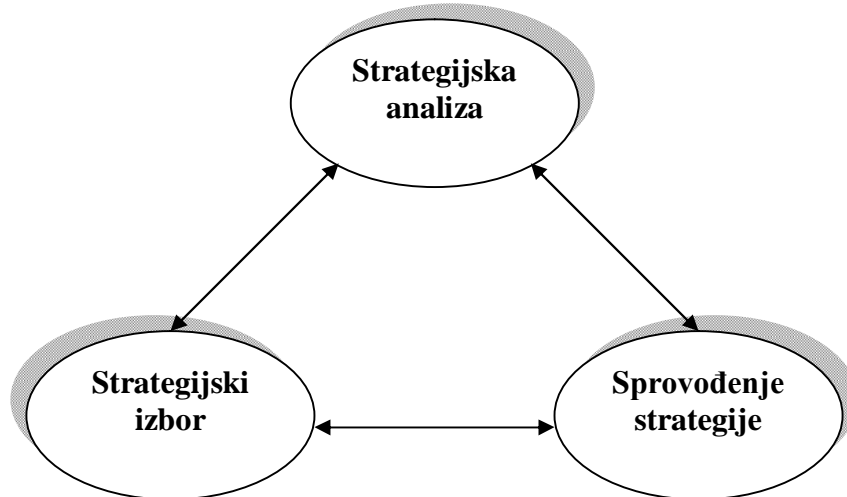 Strategijska
analiza
Strategijski
izbor
Sprovođenje
strategije